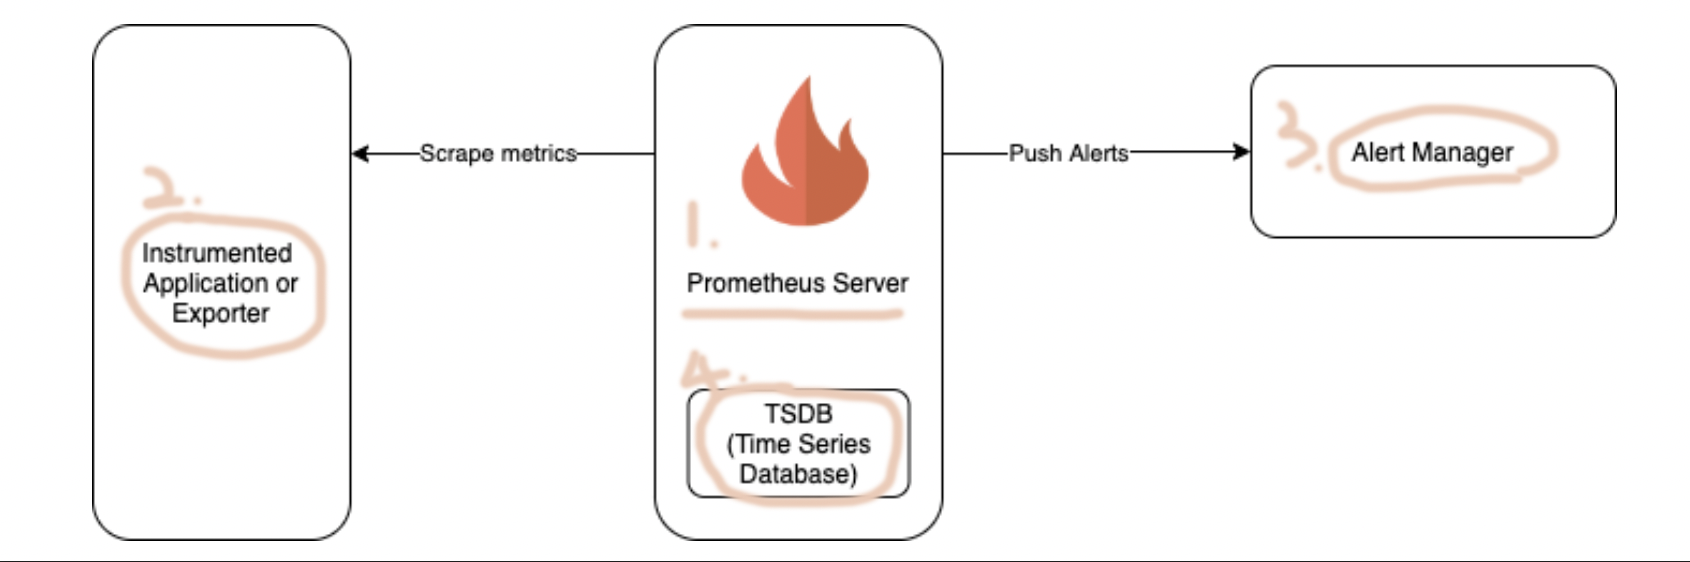 2.
Instrumented
Application or
Exporter
Scrape metrics
1.
Prometheus Server
4.
TSDB
(Time Series
Database)
Push Alerts
3.
Alert Manager